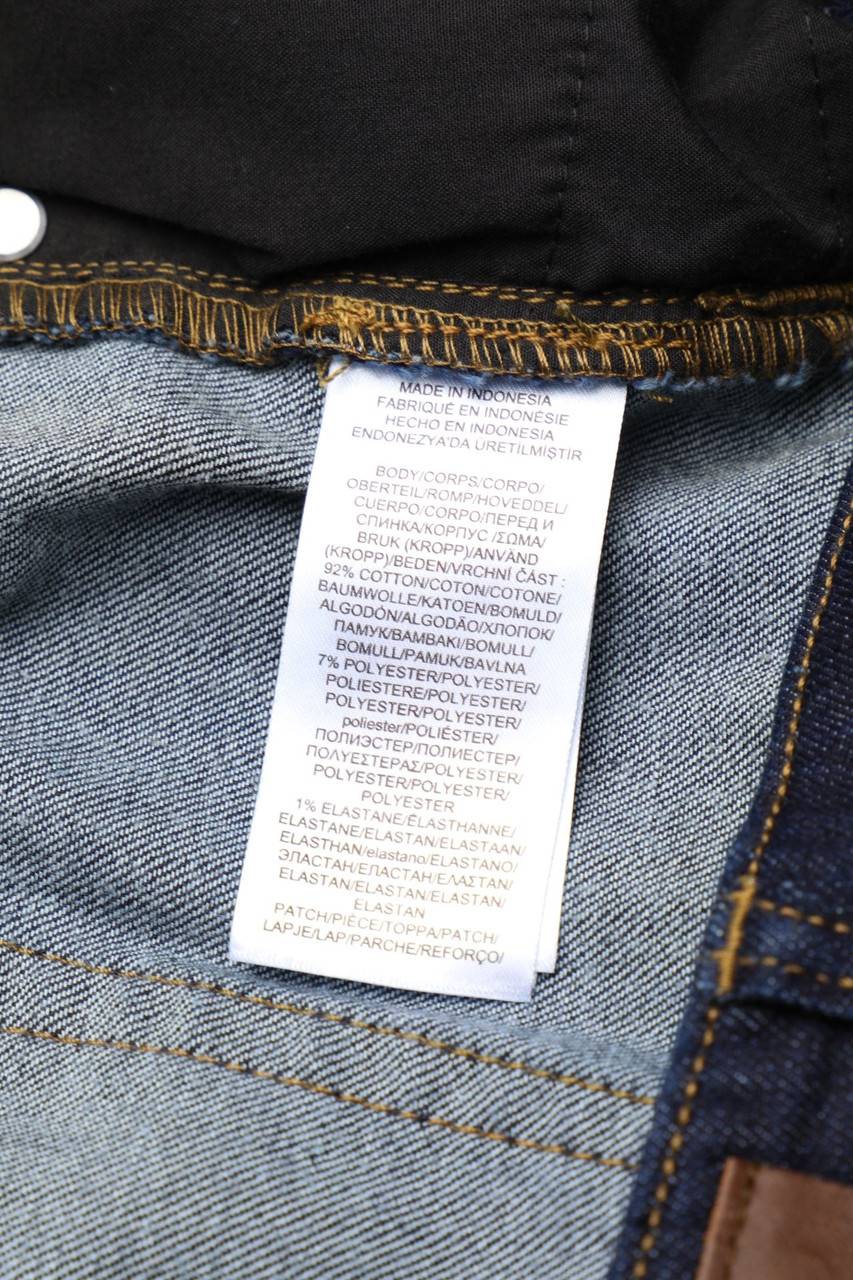 MADE IN INDONESIA
FABRIQUÉ EN INDONÉSIE
HECHO EN INDONESIA
ENDONEZYA'DA ÜRETİLMİŞTİR
BODY/CORPS/CORPO/
OBERTEIL/ROMP/HOVEDDEL/
CUERPO/CORPO/ПЕРЕД И
СПИНКА/КОРПУС /ΣΩΜΑ/
BRUK (KROPP)/ANVÄND
(KROPP)/BEDEN/VRCHNÍ ČÁST :
92% COTTON/COTON/COTONE/
BAUMWOLLE/KATOEN/BOMULD/
ALGODÓN/ALGODÃO/ХЛОПОК/
ПАМУК/BAMBAKI/BOMULL/
BOMULL/PAMUK/BAVLNA
7% POLYESTER/POLYESTER/
POLIESTERE/POLYESTER/
POLYESTER/POLYESTER/
poliester/POLIÉSTER/
ПОЛИЭСТЕР/ПОЛИЕСТЕР/
ΠΟΛΥΕΣΤΕΡΑΣ/POLYESTER/
POLYESTER/POLYESTER/
POLYESTER
1% ELASTANE/ÉLASTHANNE/
ELASTANE/ELASTAN/ELASTAAN/
ELASTHAN/elastano/ELASTANO/
ЭЛАСТАН/ЕЛАСТАН/ΕΛΑΣΤΑΝ/
ELASTAN/ELASTAN/ELASTAN/
ELASTAN
PATCH/PIÈCE/TOPPA/PATCH/
LAPJE/LAP/PARCHE/REFORÇO/